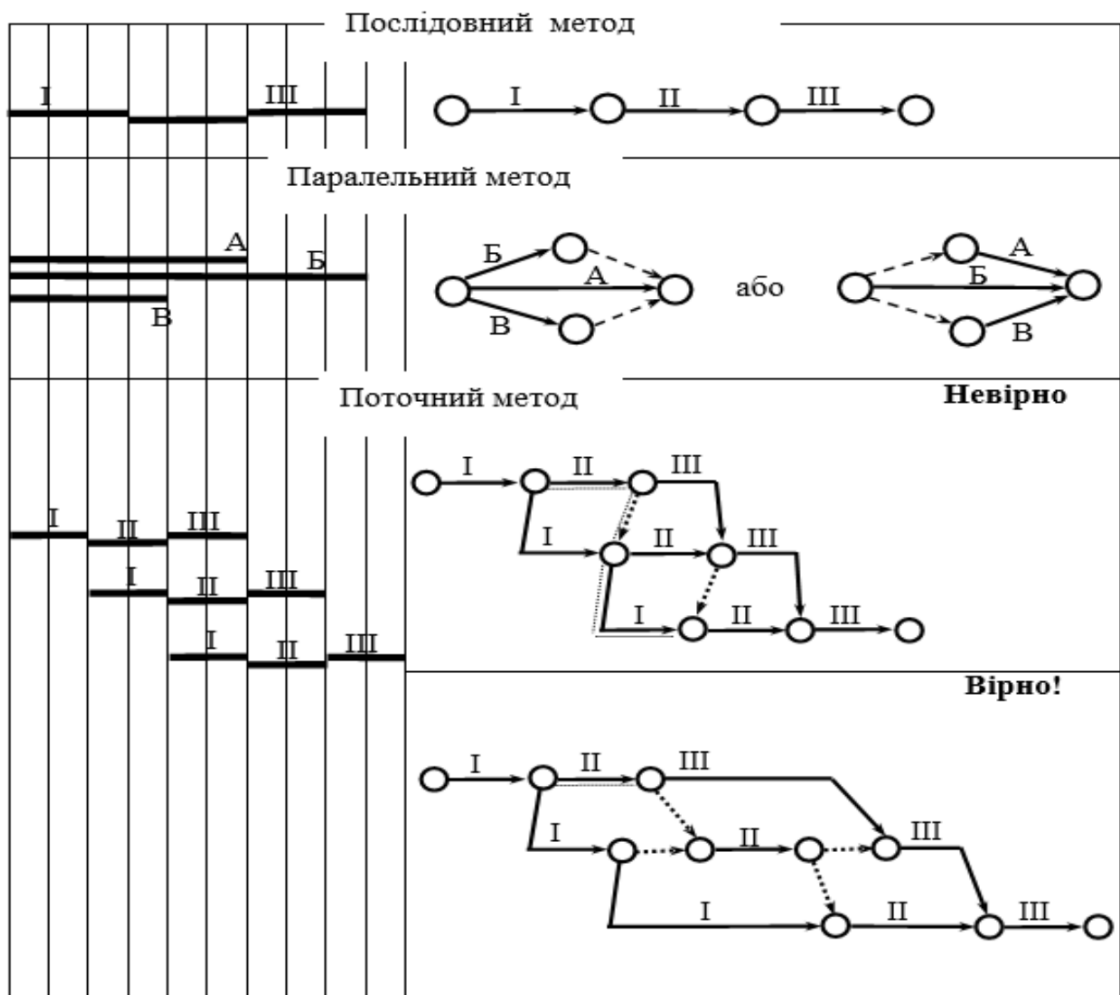 Послідовний метод
I III
I II III
Паралельний метод
А
Б
В
Б
А
В
або
А
Б
В
Поточний метод
Невірно
I II III
I II III
I II III
I II III
I II III
I II III
Вірно!
I II III
I II III
I II III